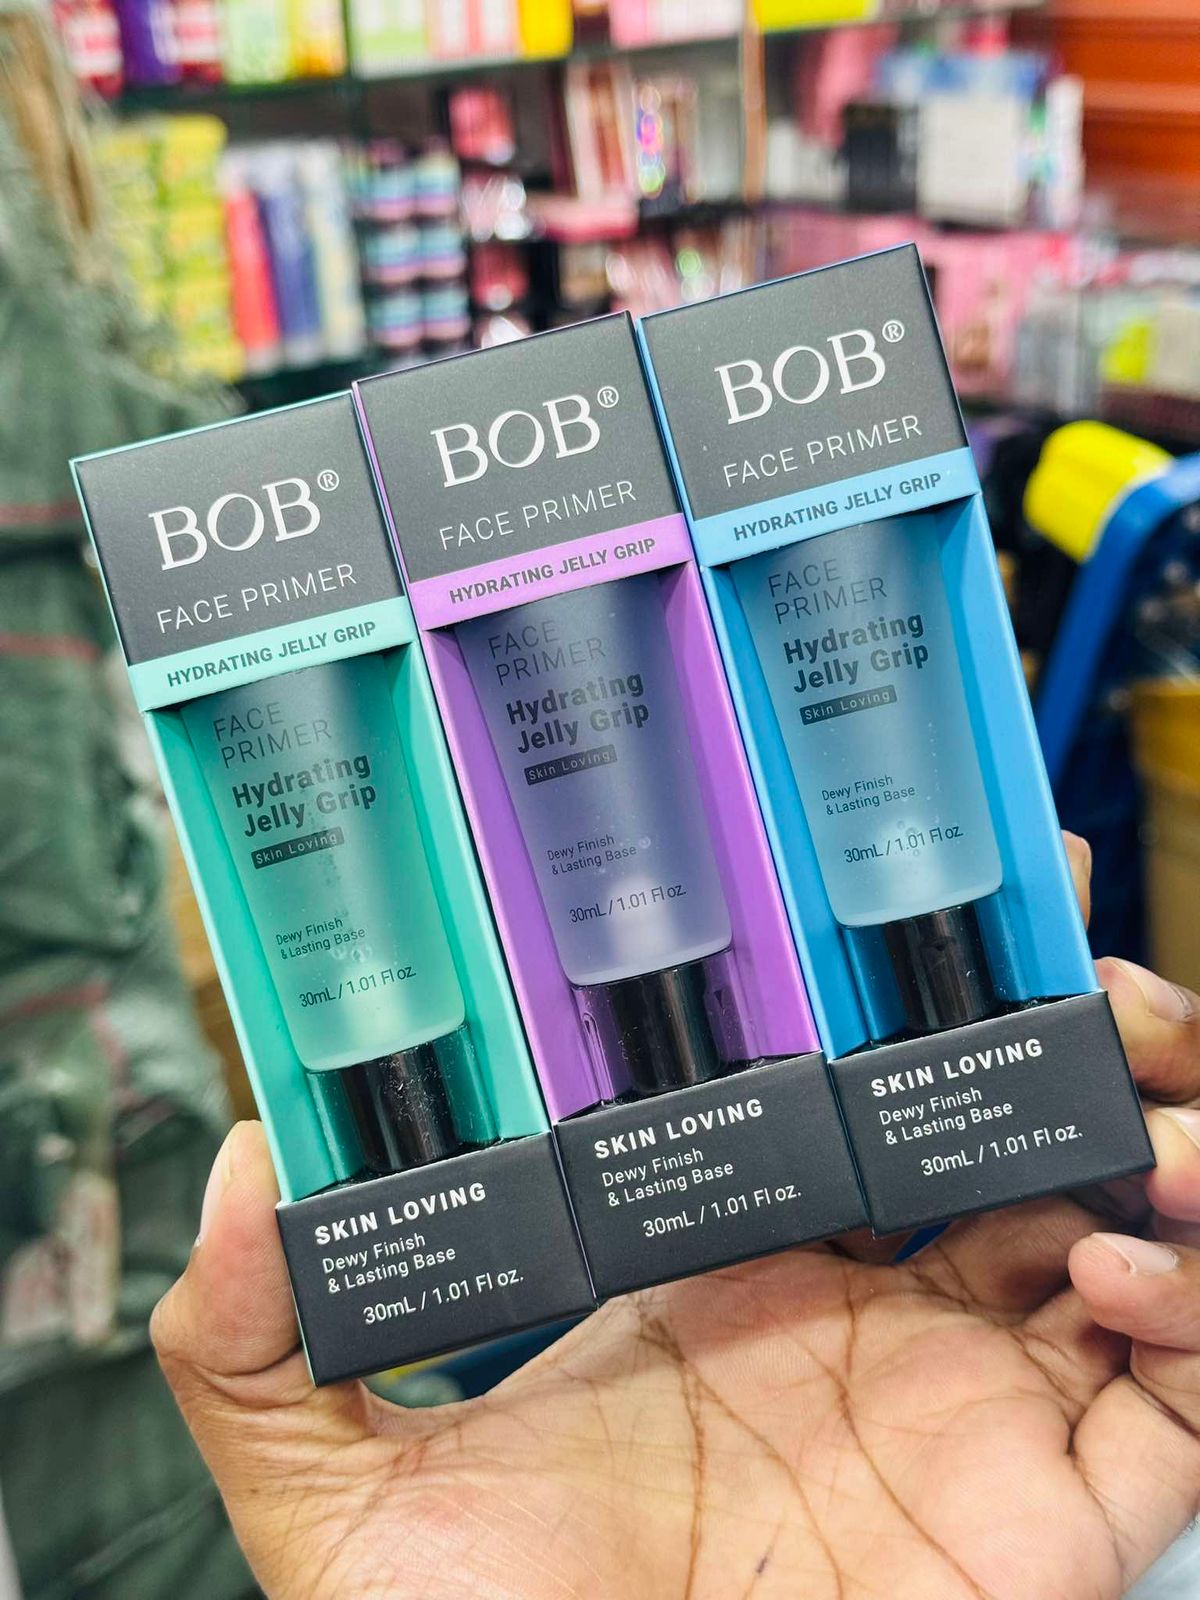 BOB®
FACE PRIMER
HYDRATING JELLY GRIP
FACE
PRIMER
Hydrating
Jelly Grip
Skin Loving
Dewy Finish
& Lasting Base
30mL / 1.01 Fl oz.
SKIN LOVING
Dewy Finish
& Lasting Base
30mL / 1.01 Fl oz.
BOB®
FACE PRIMER
HYDRATING JELLY GRIP
FACE
PRIMER
Hydrating
Jelly Grip
Skin Loving
Dewy Finish
& Lasting Base
30mL / 1.01 Fl oz.
SKIN LOVING
Dewy Finish
& Lasting Base
30mL / 1.01 Fl oz.
BOB®
FACE PRIMER
HYDRATING JELLY GRIP
FACE
PRIMER
Hydrating
Jelly Grip
Skin Loving
Dewy Finish
& Lasting Base
30mL / 1.01 Fl oz.
SKIN LOVING
Dewy Finish
& Lasting Base
30mL / 1.01 Fl oz.